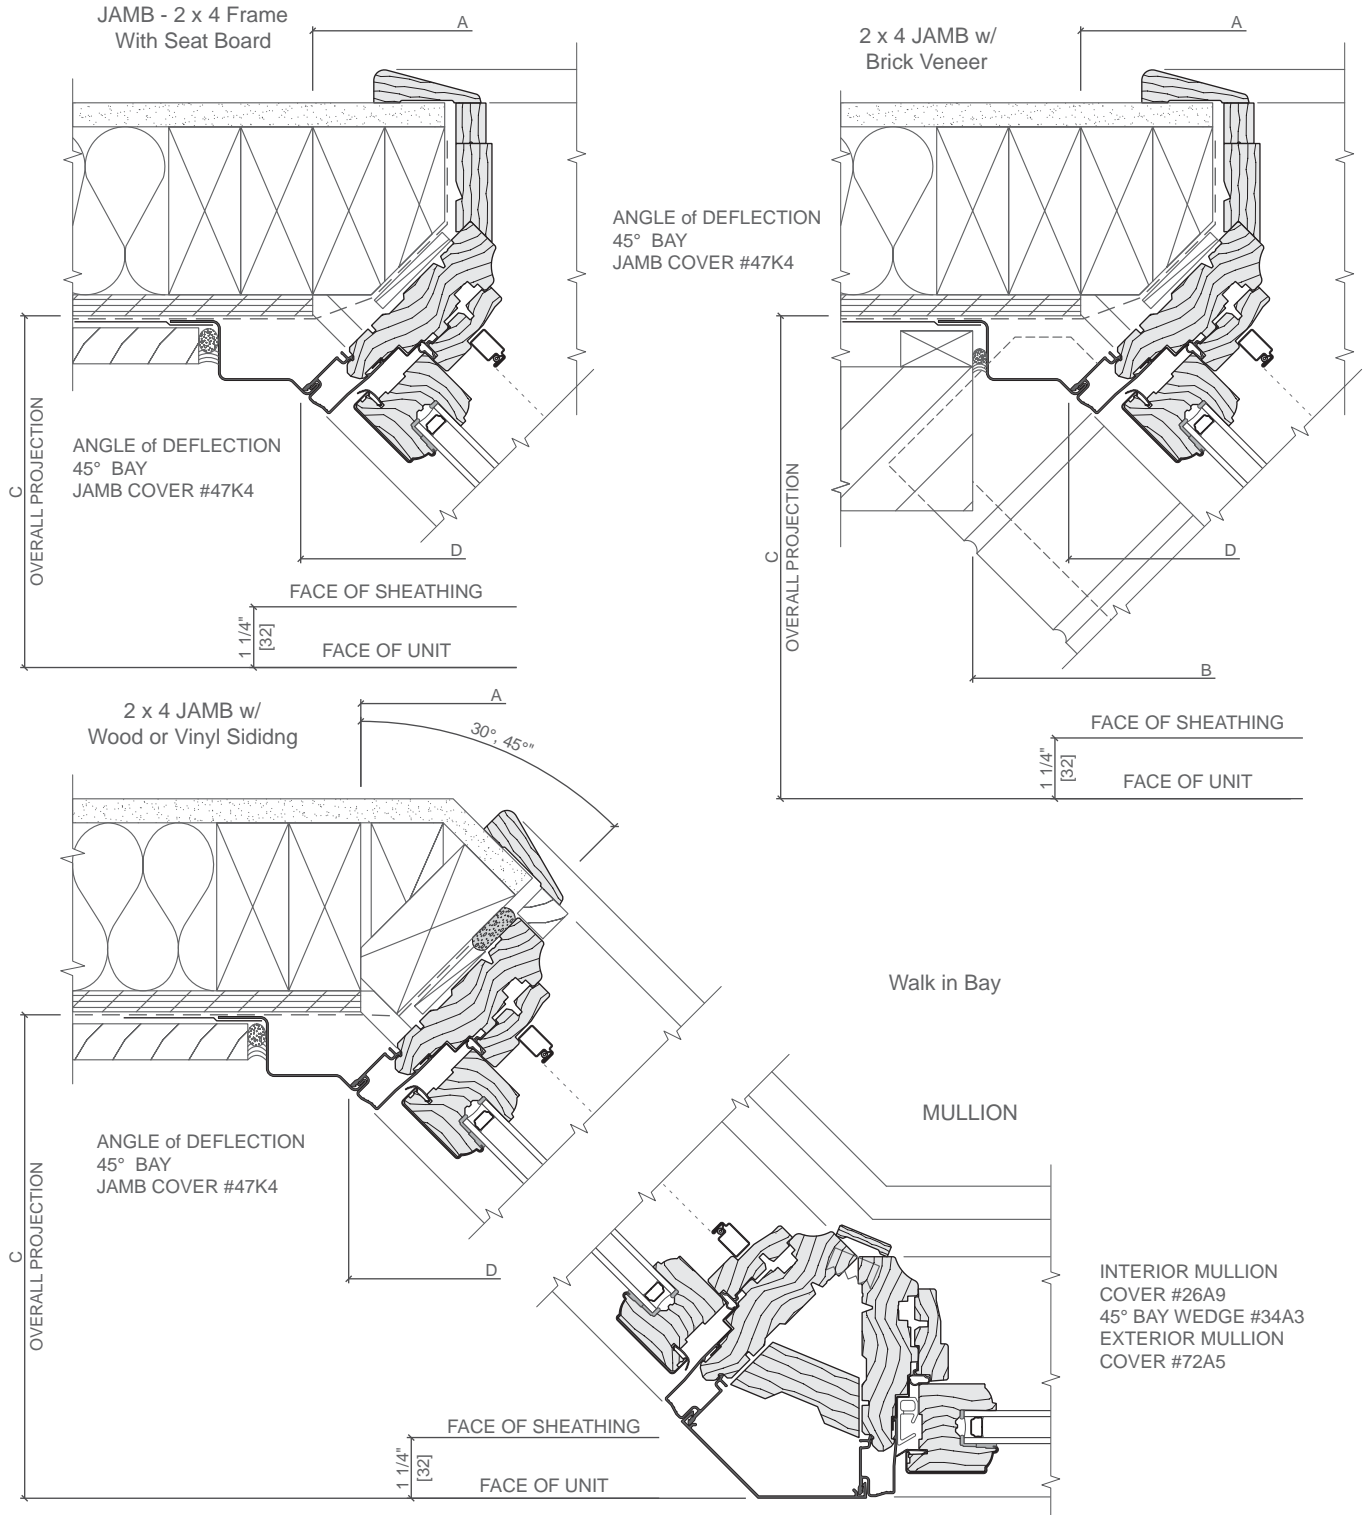 JAMB - 2 x 4 Frame
With Seat Board
A
2 x 4 JAMB w/
Brick Veneer
A
ANGLE of DEFLECTION
45° BAY
JAMB COVER #47K4
ANGLE of DEFLECTION
45° BAY
JAMB COVER #47K4
C
OVERALL PROJECTION
D
FACE OF SHEATHING
1 1/4"
[32]
FACE OF UNIT
C
OVERALL PROJECTION
D
B
FACE OF SHEATHING
1 1/4"
[32]
FACE OF UNIT
2 x 4 JAMB w/
Wood or Vinyl Sididng
A
30°, 45°"
ANGLE of DEFLECTION
45° BAY
JAMB COVER #47K4
C
OVERALL PROJECTION
D
Walk in Bay
MULLION
INTERIOR MULLION
COVER #26A9
45° BAY WEDGE #34A3
EXTERIOR MULLION
COVER #72A5
FACE OF SHEATHING
1 1/4"
[32]
FACE OF UNIT